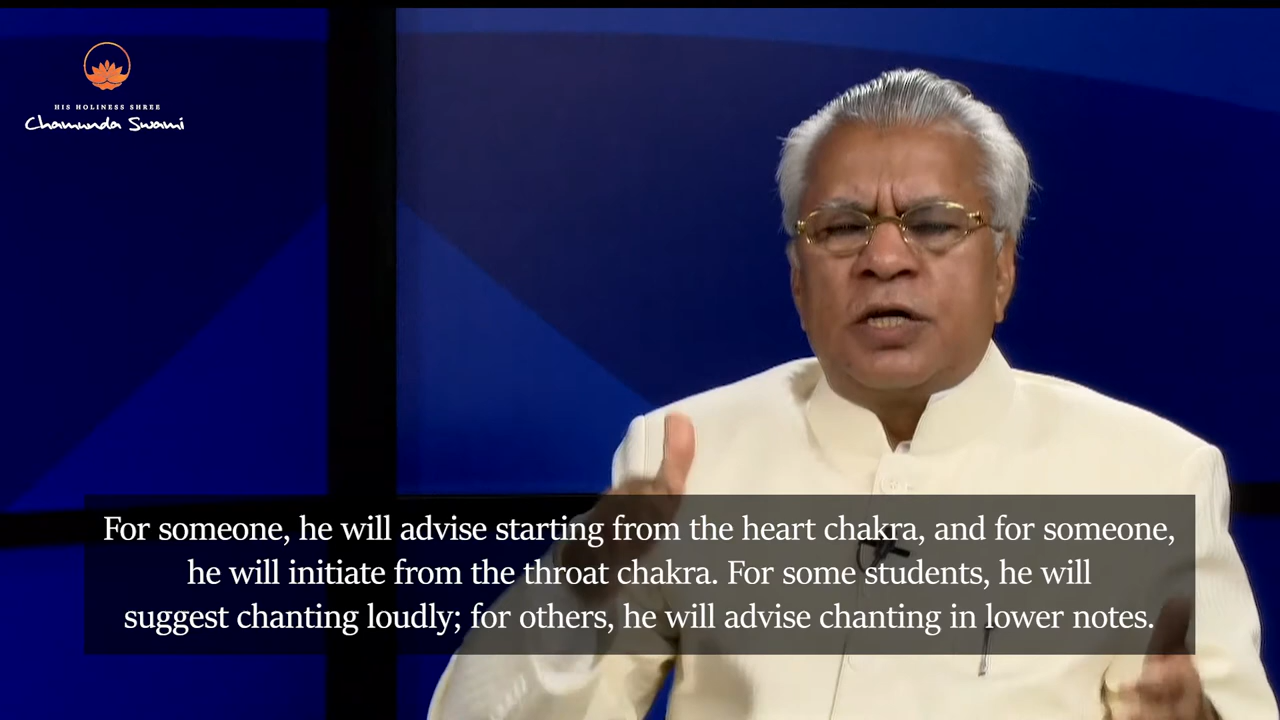 HIS HOLINESS SHREE
Chamunda Swami
For someone, he will advise starting from the heart chakra, and for someone,
he will initiate from the throat chakra. For some students, he will
suggest chanting loudly; for others, he will advise chanting in lower notes.